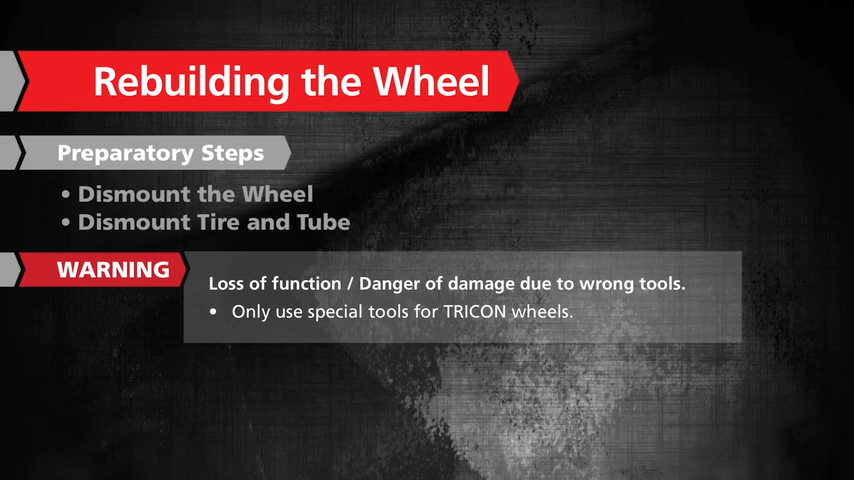 Rebuilding the Wheel
Preparatory Steps
• Dismount the Wheel
• Dismount Tire and Tube
WARNING
Loss of function / Danger of damage due to wrong tools.
• Only use special tools for TRICON wheels.